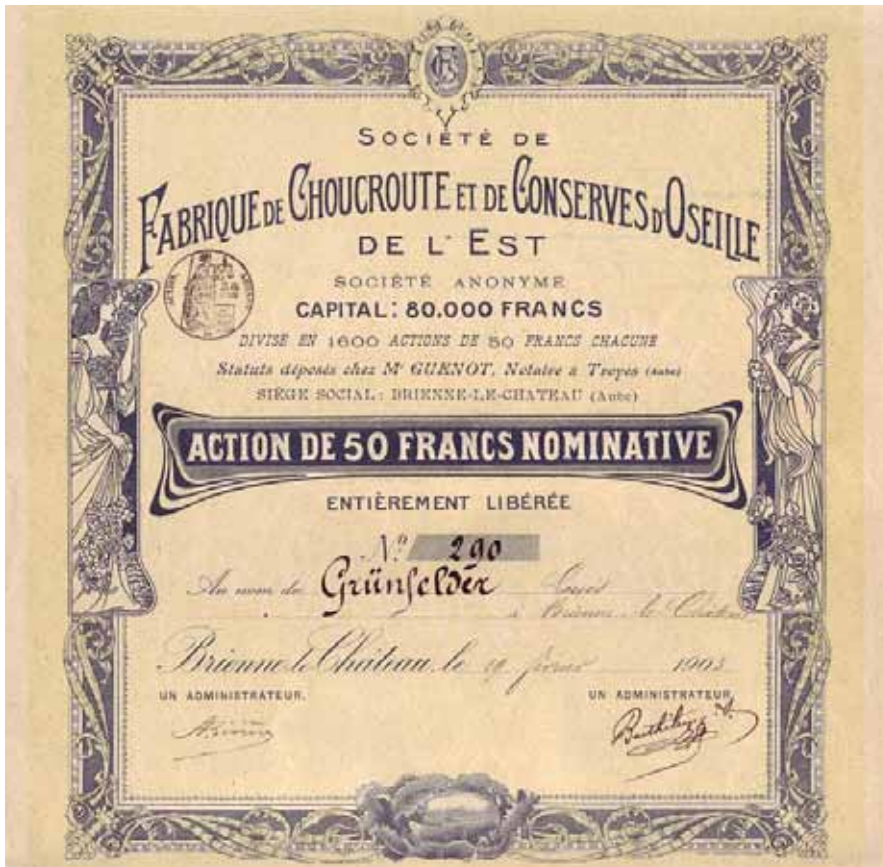 SOCIÉTÉ DE
FABRIQUE DE CHOUCROUTE ET DE CONSERVES D'OSEILLE
DE L'EST
SOCIÉTÉ ANONYME
CAPITAL: 80.000 FRANCS
DIVISÉ EN 1600 ACTIONS DE 50 FRANCS CHACUNE
Statuts déposés chez Me GUENOT, Notaire à Troyes (Aube)
SIÈGE SOCIAL: BRIENNE-LE-CHATEAU (Aube)
ACTION DE 50 FRANCS NOMINATIVE
ENTIÈREMENT LIBÉRÉE
No 290
Au nom de Grünfelder
à Brienne-le-Château
Brienne-le-Château, le 19 1903
UN ADMINISTRATEUR. UN ADMINISTRATEUR,